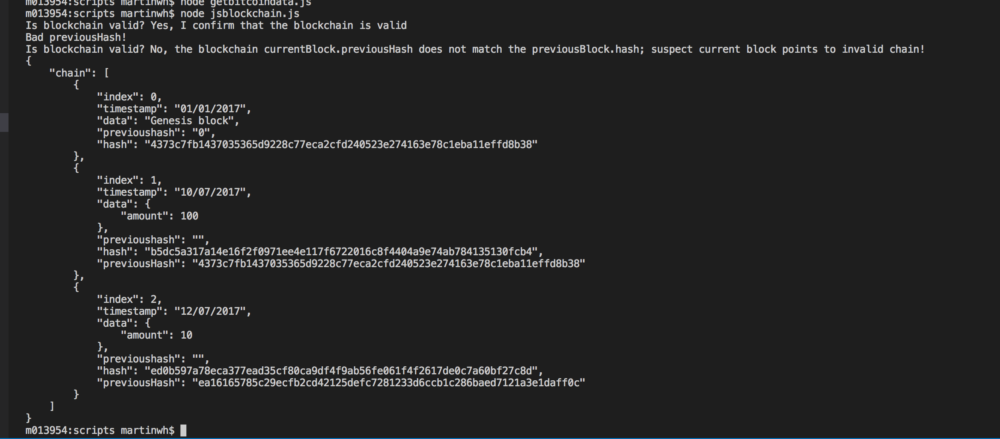 m013954:scripts martinwh$ node getbitcoindata.js
m013954:scripts martinwh$ node jsblockchain.js
Is blockchain valid? Yes, I confirm that the blockchain is valid
Bad previousHash!
Is blockchain valid? No, the blockchain currentBlock.previousHash does not match the previousBlock.hash; suspect current block points to invalid chain!
{
    "chain": [
        {
            "index": 0,
            "timestamp": "01/01/2017",
            "data": "Genesis block",
            "previoushash": "0",
            "hash": "4373c7fb1437035365d9228c77eca2cfd240523e274163e78c1eba11effd8b38"
        },
        {
            "index": 1,
            "timestamp": "10/07/2017",
            "data": {
                "amount": 100
            },
            "previoushash": "",
            "hash": "b5dc5a317a14e16f2f0971ee4e117f6722016c8f4404a9e74ab784135130fcb4",
            "previousHash": "4373c7fb1437035365d9228c77eca2cfd240523e274163e78c1eba11effd8b38"
        },
        {
            "index": 2,
            "timestamp": "12/07/2017",
            "data": {
                "amount": 10
            },
            "previoushash": "",
            "hash": "ed0b597a78eca377ead35cf80ca9df4f9ab56fe061f4f2617de0c7a60bf27c8d",
            "previousHash": "ea16165785c29ecfb2cd42125defc7281233d6ccb1c286baed7121a3e1daff0c"
        }
    ]
}
m013954:scripts martinwh$